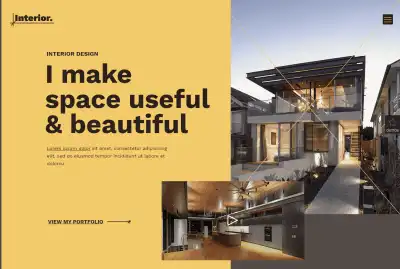 Interior.
INTERIOR DESIGN
I make
space useful
& beautiful
Lorem ipsum dolor sit amet, consectetur adipiscing
elit, sed do eiusmod tempor incididunt ut labore et
dolore.
VIEW MY PORTFOLIO